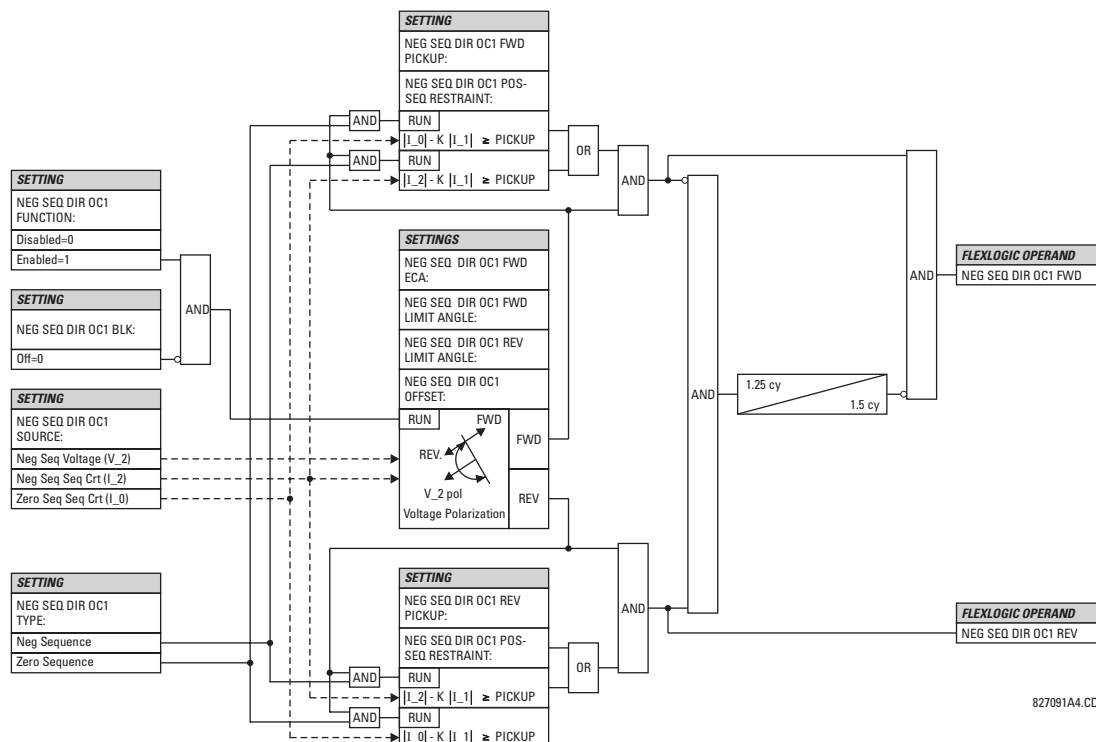 SETTING
NEG SEQ DIR OC1 FWD
PICKUP:
NEG SEQ DIR OC1 POS-
SEQ RESTRAINT:
AND
RUN
|I_0| - K |I_1| ≥ PICKUP
AND
RUN
|I_2| - K |I_1| ≥ PICKUP
OR
AND
SETTING
NEG SEQ DIR OC1
FUNCTION:
Disabled=0
Enabled=1
SETTING
NEG SEQ DIR OC1 BLK:
Off=0
AND
SETTING
NEG SEQ DIR OC1
SOURCE:
Neg Seq Voltage (V_2)
Neg Seq Seq Crt (I_2)
Zero Seq Seq Crt (I_0)
SETTINGS
NEG SEQ DIR OC1 FWD
ECA:
NEG SEQ DIR OC1 FWD
LIMIT ANGLE:
NEG SEQ DIR OC1 REV
LIMIT ANGLE:
NEG SEQ DIR OC1
OFFSET:
RUN
FWD
REV.
V_2 pol
Voltage Polarization
FWD
REV
AND
1.25 cy
1.5 cy
AND
FLEXLOGIC OPERAND
NEG SEQ DIR OC1 FWD
SETTING
NEG SEQ DIR OC1
TYPE:
Neg Sequence
Zero Sequence
SETTING
NEG SEQ DIR OC1 REV
PICKUP:
NEG SEQ DIR OC1 POS-
SEQ RESTRAINT:
AND
RUN
|I_2| - K |I_1| ≥ PICKUP
AND
RUN
|I_0| - K |I_1| ≥ PICKUP
OR
AND
FLEXLOGIC OPERAND
NEG SEQ DIR OC1 REV
827091A4.CD